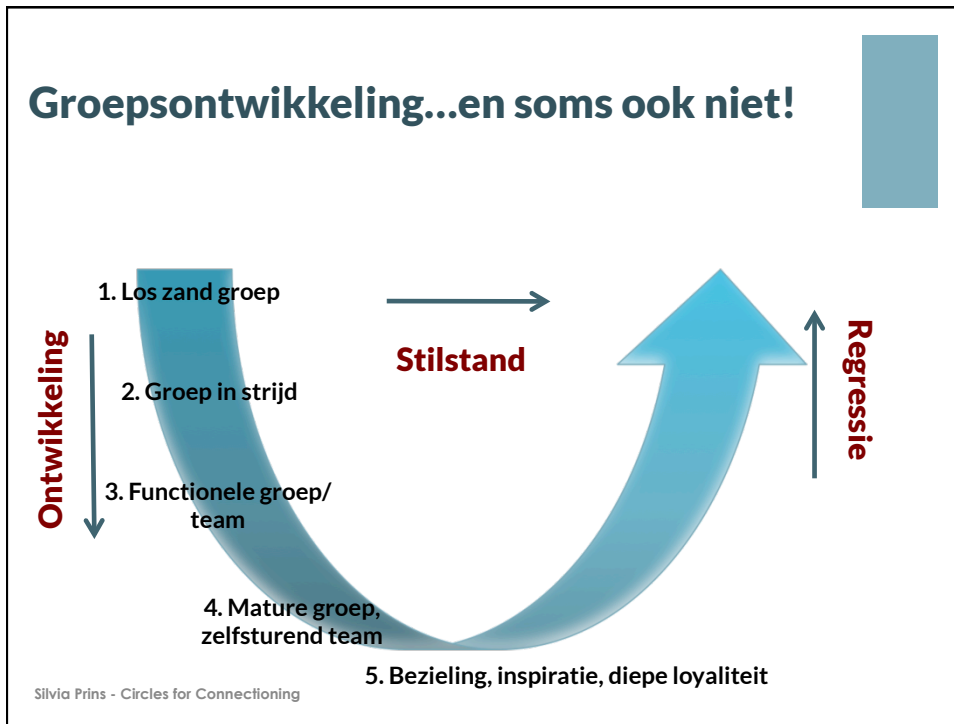 Groepsontwikkeling...en soms ook niet!
1. Los zand groep
Stilstand
Ontwikkeling
Regressie
2. Groep in strijd
3. Functionele groep/
team
4. Mature groep,
zelfsturend team
5. Bezieling, inspiratie, diepe loyaliteit
Silvia Prins - Circles for Connectioning